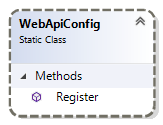 WebApiConfig
Static Class
Methods
Register